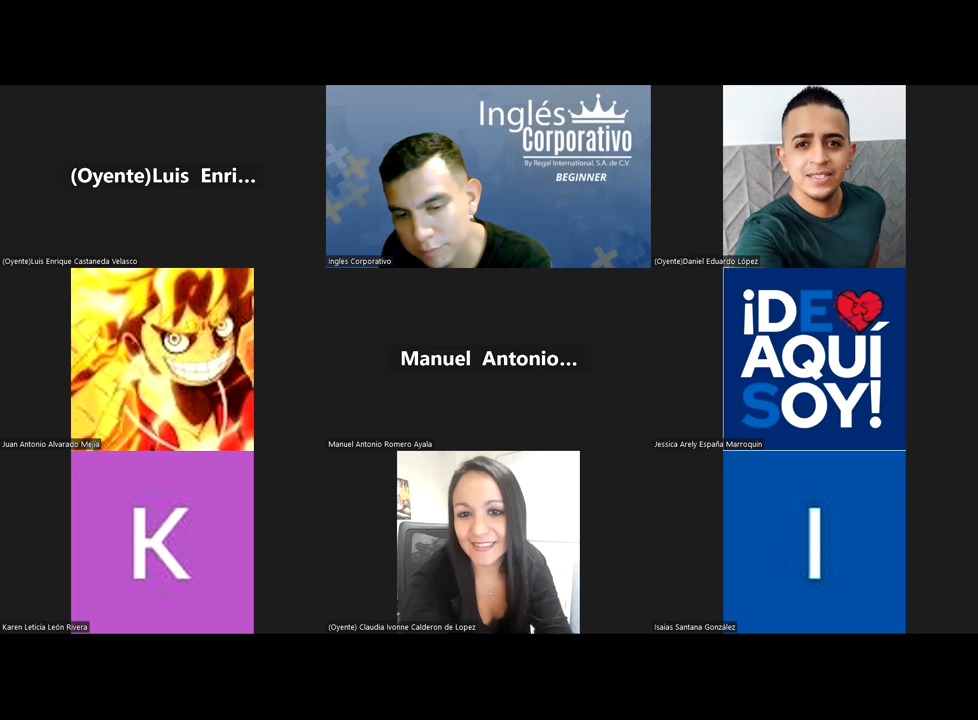 (Oyente)Luis Enri...
(Oyente)Luis Enrique Castaneda Velasco
Inglés
Corporativo
By Regal International, S.A. de C.V.
BEGINNER
Ingles Corporativo
(Oyente)Daniel Eduardo López
Juan Antonio Alvarado Mejía
Manuel Antonio...
Manuel Antonio Romero Ayala
¡DE
AQUÍ
SOY!
Jessica Arely España Marroquin
K
Karen Leticia León Rivera
(Oyente) Claudia Ivonne Calderon de Lopez
I
Isaias Santana González